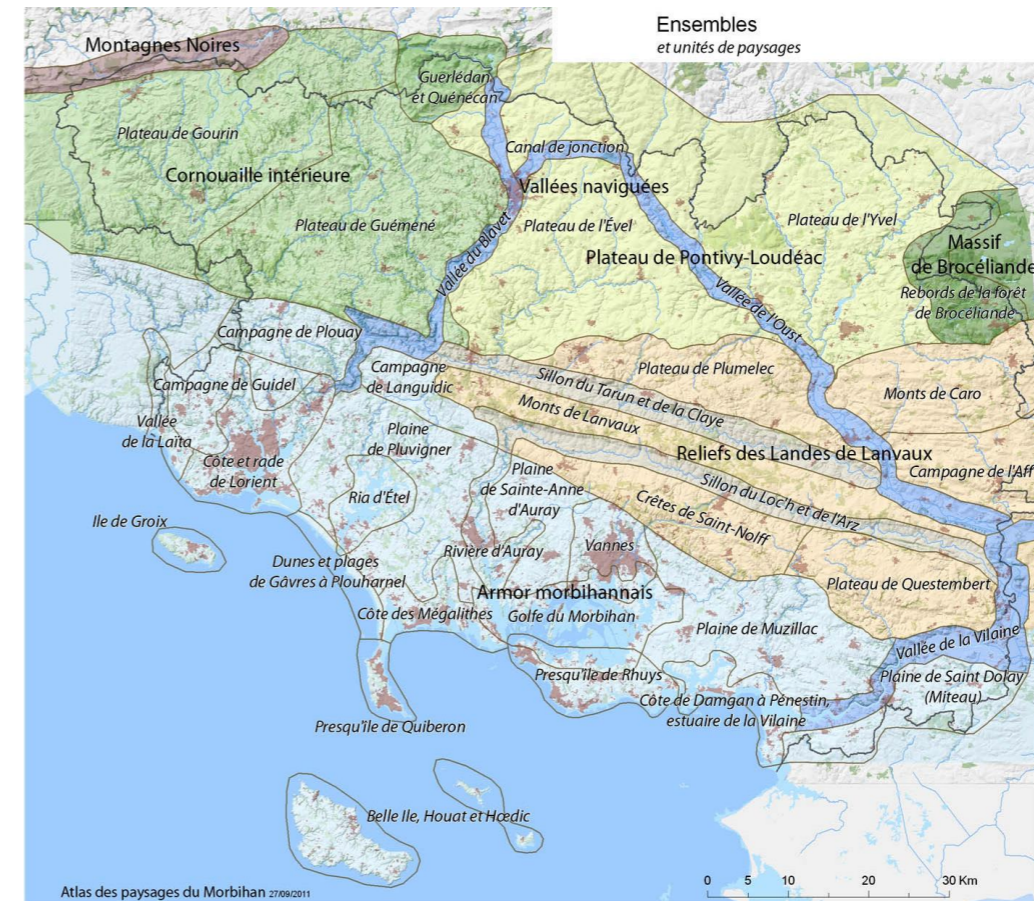 Ensembles
et unités de paysages
Montagnes Noires
Guerlédan
et Quénécan
Plateau de Gourin
Canal de jonction
Cornouaille intérieure
Vallées naviguées
Plateau de Guémené
Plateau de l'Ével
Plateau de l'Yvel
Vallée du Blavet
Plateau de Pontivy-Loudéac
Massif
de Brocéliande
Rebords de la forêt
de Brocéliande
Vallée de l'Oust
Campagne de Plouay
Campagne
de Languidic
Campagne de Guidel
Sillon du Tarun et de la Claye
Plateau de Plumelec
Monts de Caro
Monts de Lanvaux
Vallée
de la Laïta
Plaine
de Pluvigner
Reliefs des Landes de Lanvaux
Côte et rade
de Lorient
Plaine
de Sainte-Anne
d'Auray
Campagne de l'Aff
Sillon du Loc'h et de l'Arz
Ria d'Étel
Crêtes de Saint-Nolff
Ile de Groix
Rivière d'Auray
Vannes
Dunes et plages
de Gâvres à Plouharnel
Armor morbihannais
Plateau de Questembert
Côte des Mégalithes
Golfe du Morbihan
Plaine de Muzillac
Vallée de la Vilaine
Presqu'île de Rhuys
Plaine de Saint Dolay
(Miteau)
Côte de Damgan à Pénestin,
estuaire de la Vilaine
Presqu'île de Quiberon
Belle Ile, Houat et Hœdic
Atlas des paysages du Morbihan 27/09/2011
0 5 10 20 30 Km